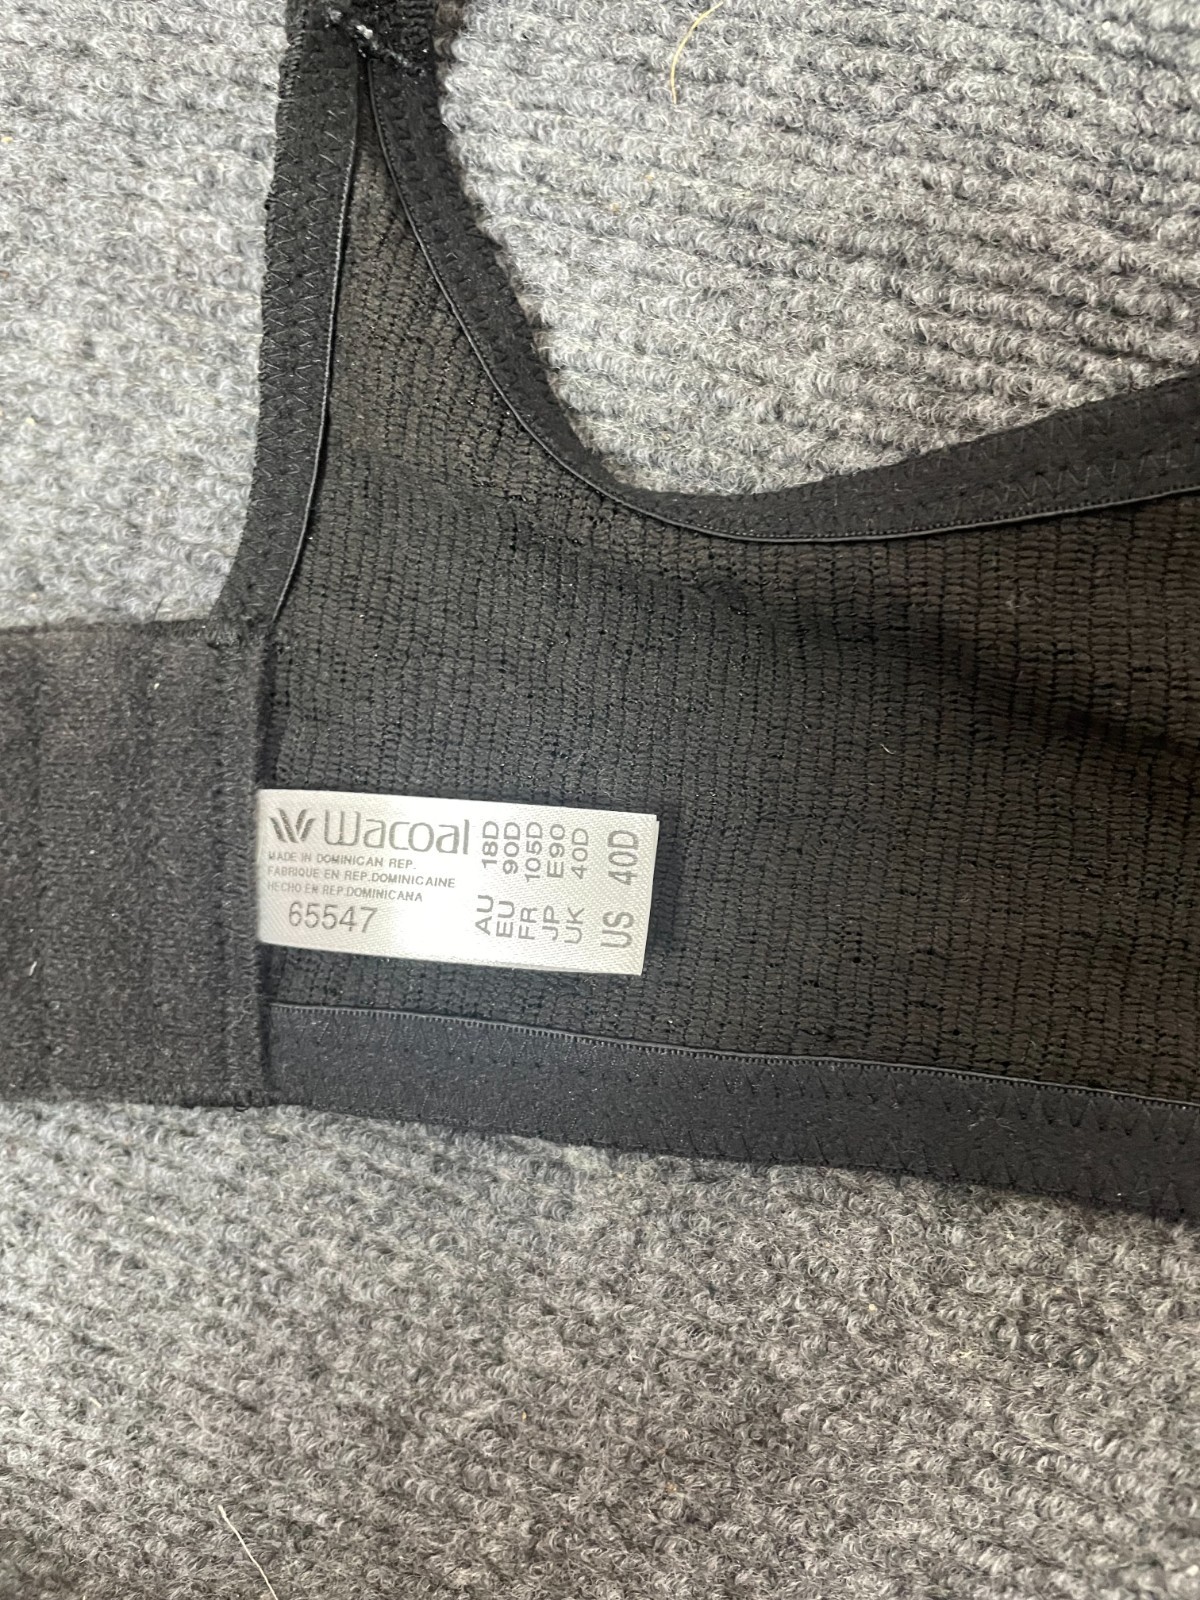 Wacoal
MADE IN DOMINICAN REP.
FABRIQUE EN REP.DOMINICAINE
HECHO EN REP.DOMINICANA
65547
AU 18D
EU 90D
FR 105D
JP E90
UK 40D
US 40D